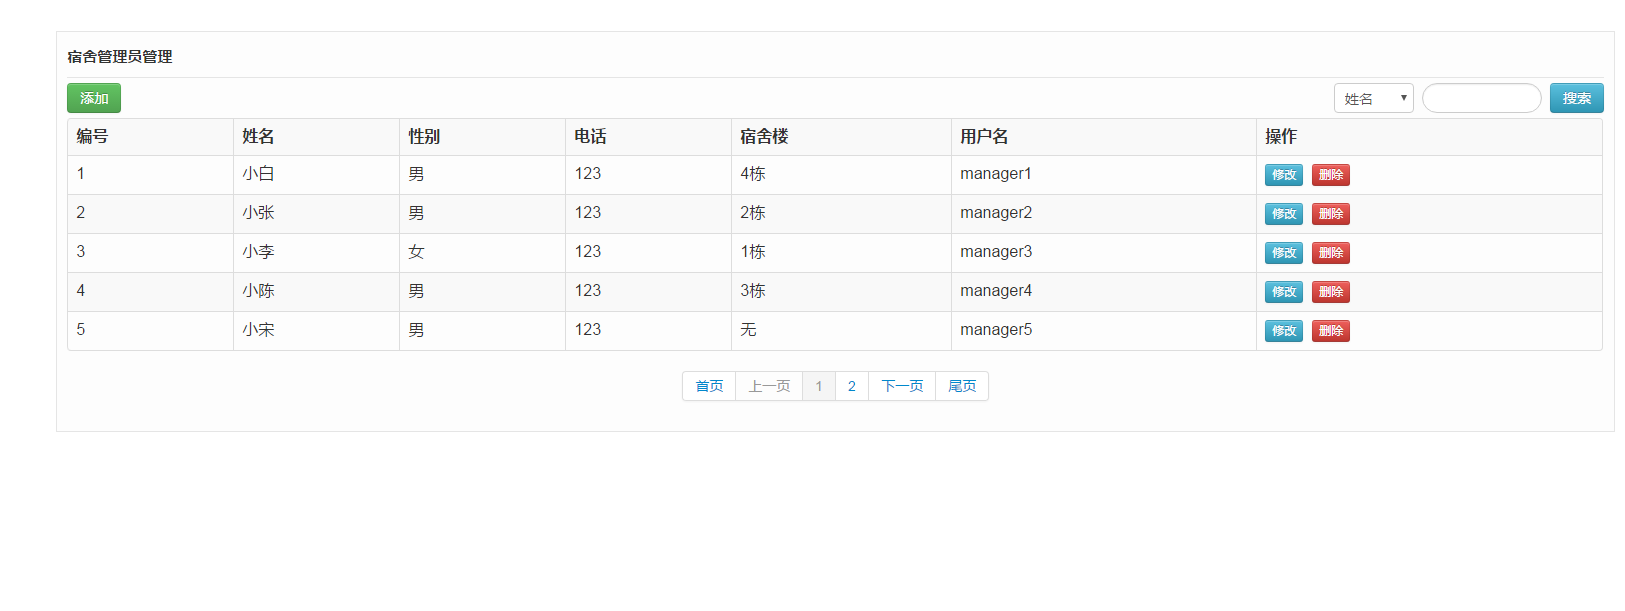 宿舍管理员管理
添加 姓名 搜索
编号 姓名 性别 电话 宿舍楼 用户名 操作
1 小白 男 123 4栋 manager1 修改 删除
2 小张 男 123 2栋 manager2 修改 删除
3 小李 女 123 1栋 manager3 修改 删除
4 小陈 男 123 3栋 manager4 修改 删除
5 小宋 男 123 无 manager5 修改 删除
首页 上一页 1 2 下一页 尾页